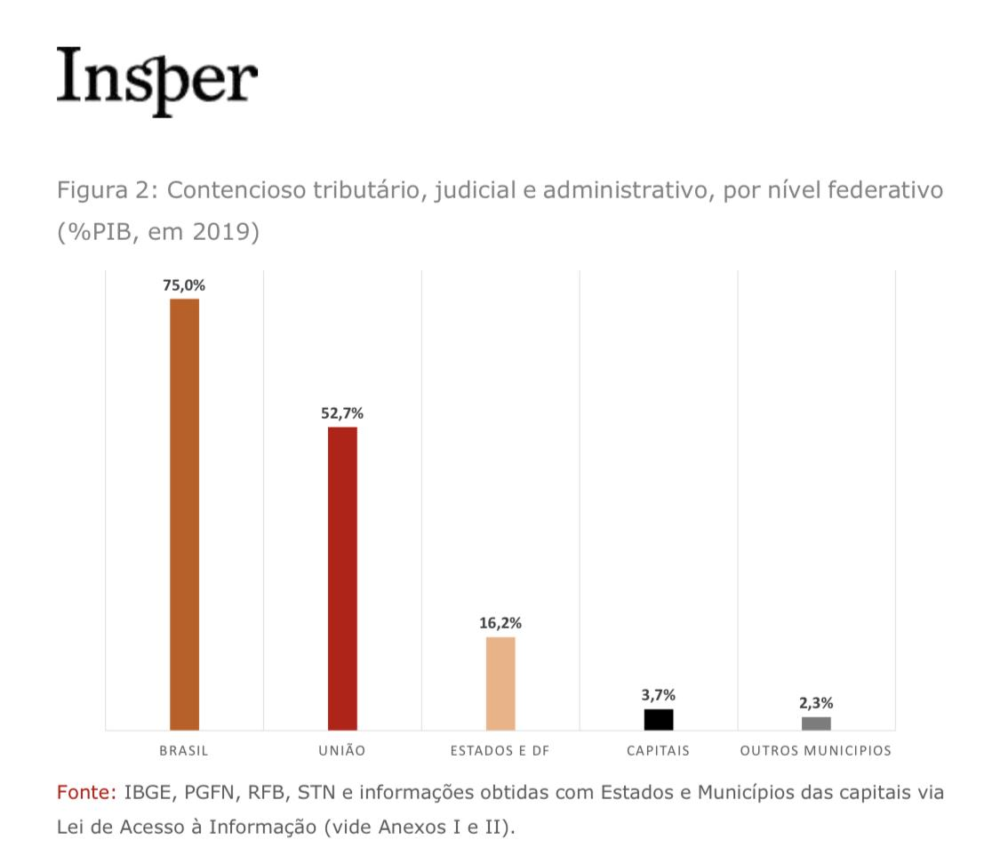 Insper
Figura 2: Contencioso tributário, judicial e administrativo, por nível federativo
(%PIB, em 2019)
75,0%
52,7%
16,2%
3,7%
2,3%
BRASIL
UNIÃO
ESTADOS E DF
CAPITAIS
OUTROS MUNICIPIOS
Fonte: IBGE, PGFN, RFB, STN e informações obtidas com Estados e Municípios das capitais via
Lei de Acesso à Informação (vide Anexos I e II).